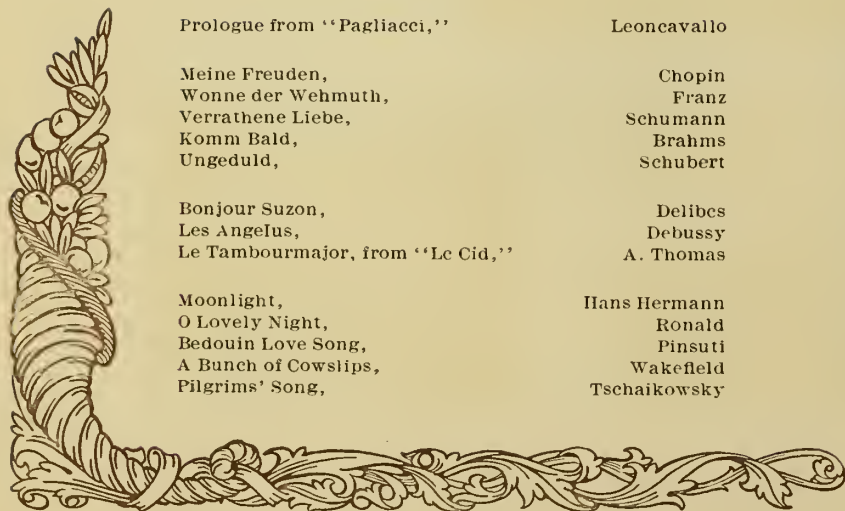 Prologue from "Pagliacci," Leoncavallo
Meine Freuden, Chopin
Wonne der Wehmuth, Franz
Verrathene Liebe, Schumann
Komm Bald, Brahms
Ungeduld, Schubert
Bonjour Suzon, Delibes
Les Angelus, Debussy
Le Tambourmajor, from "Le Cid," A. Thomas
Moonlight, Hans Hermann
O Lovely Night, Ronald
Bedouin Love Song, Pinsuti
A Bunch of Cowslips, Wakefield
Pilgrims' Song, Tschaikowsky